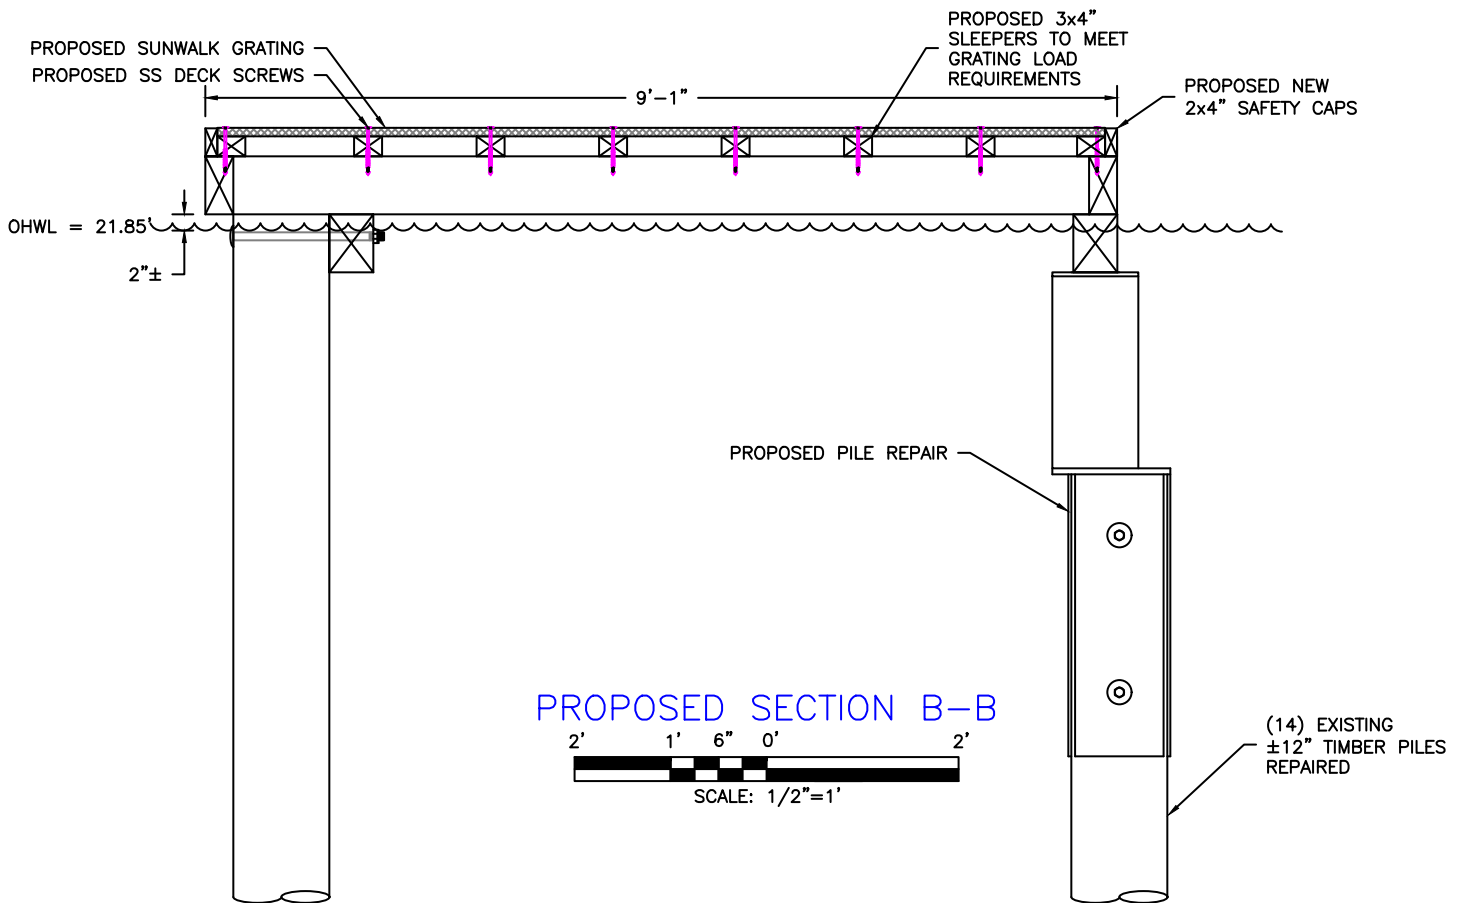 PROPOSED 3x4"
SLEEPERS TO MEET
GRATING LOAD
REQUIREMENTS
PROPOSED SUNWALK GRATING
PROPOSED SS DECK SCREWS
9'-1"
PROPOSED NEW
2x4" SAFETY CAPS
OHWL = 21.85'
2"±
PROPOSED PILE REPAIR
PROPOSED SECTION B-B
2' 1' 6" 0' 2'
SCALE: 1/2"=1'
(14) EXISTING
±12" TIMBER PILES
REPAIRED